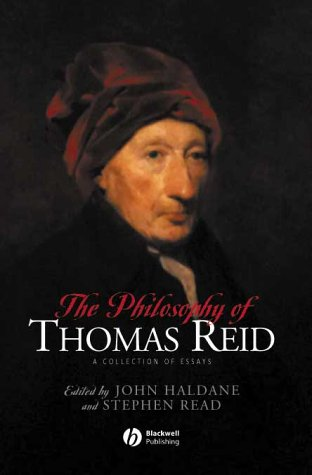 The Philosophy of
THOMAS REID
A COLLECTION OF ESSAYS
Edited by JOHN HALDANE
and STEPHEN READ
Blackwell
Publishing